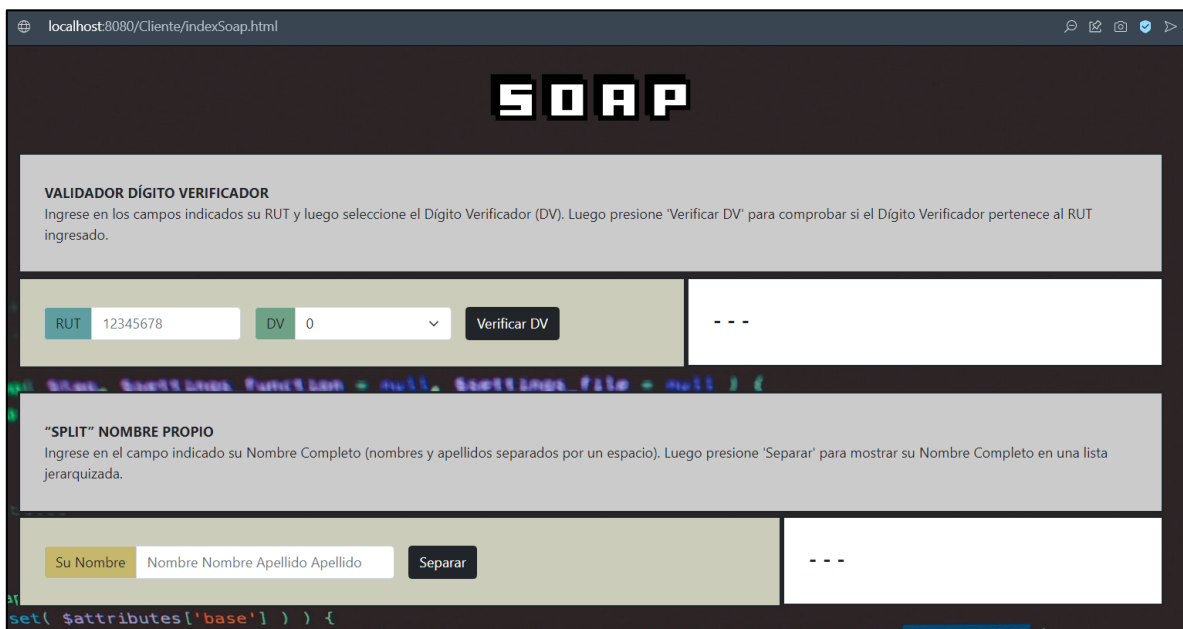 localhost:8080/Cliente/indexSoap.html
SOAP
VALIDADOR DÍGITO VERIFICADOR
Ingrese en los campos indicados su RUT y luego seleccione el Dígito Verificador (DV). Luego presione 'Verificar DV' para comprobar si el Dígito Verificador pertenece al RUT
ingresado.
RUT 12345678 DV 0 Verificar DV - - -
function = null, $settings_file = null ) {
“SPLIT” NOMBRE PROPIO
Ingrese en el campo indicado su Nombre Completo (nombres y apellidos separados por un espacio). Luego presione 'Separar' para mostrar su Nombre Completo en una lista
jerarquizada.
Su Nombre Nombre Nombre Apellido Apellido Separar - - -
set( $attributes['base'] ) ) {